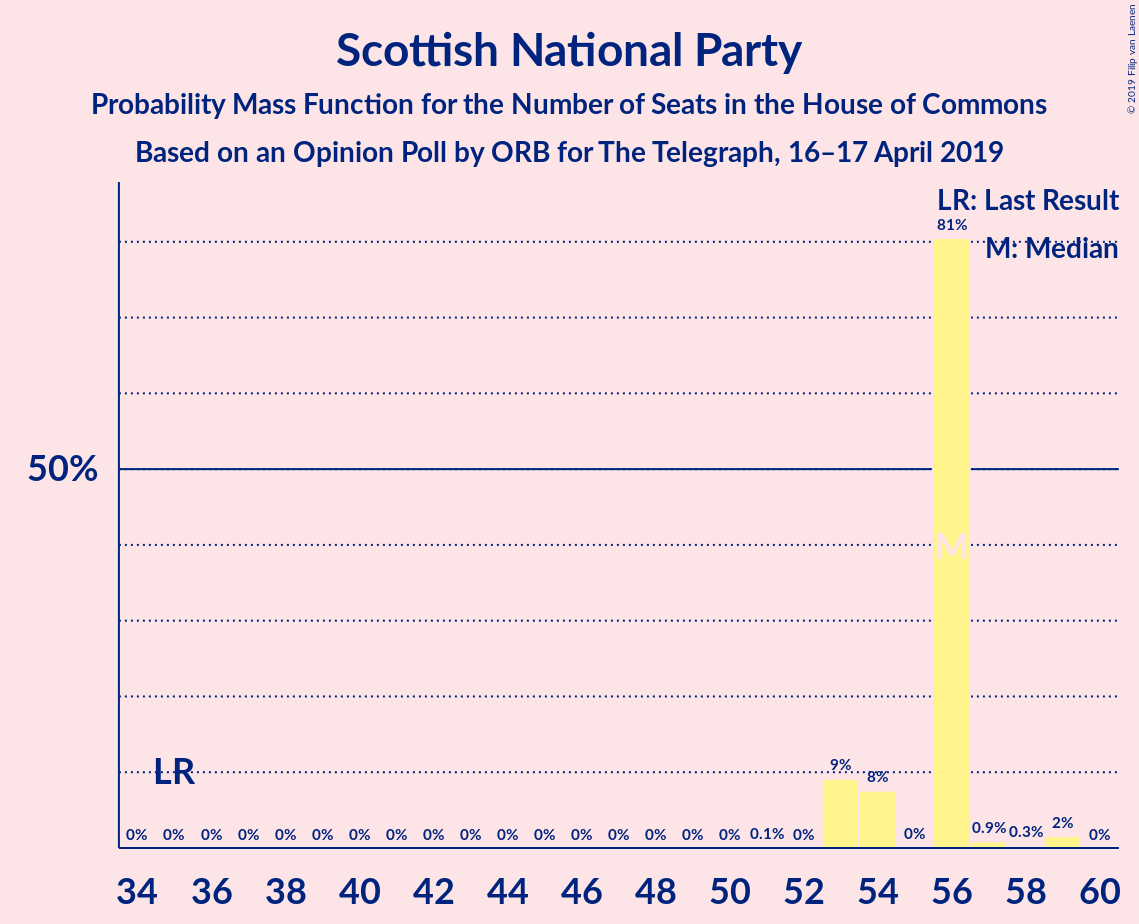 Scottish National Party
Probability Mass Function for the Number of Seats in the House of Commons
Based on an Opinion Poll by ORB for The Telegraph, 16–17 April 2019
© 2019 Filip van Laenen
LR: Last Result
M: Median
81%
50%
M
LR
9%
8%
0% 0% 0% 0% 0% 0% 0% 0% 0% 0% 0% 0% 0% 0% 0% 0% 0% 0.1% 0% 0% 0.9% 0.3% 2% 0%
34 36 38 40 42 44 46 48 50 52 54 56 58 60